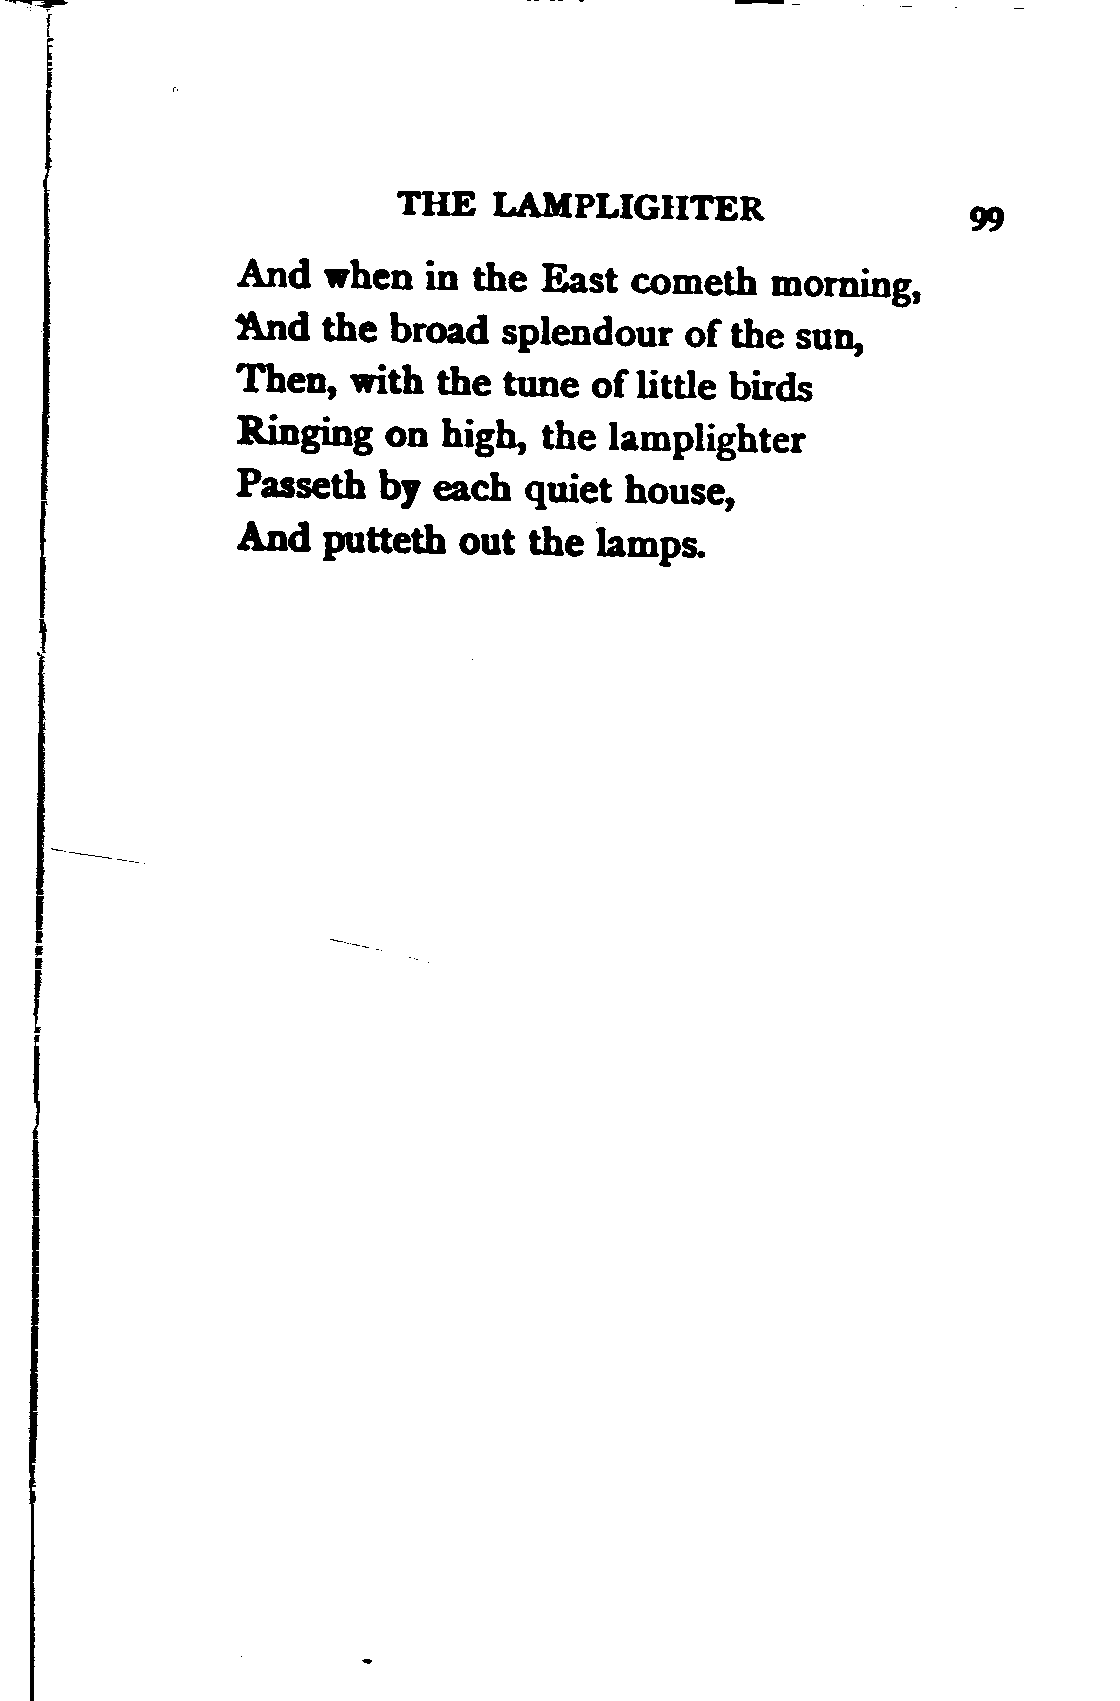 THE LAMPLIGHTER 99
And when in the East cometh morning,
And the broad splendour of the sun,
Then, with the tune of little birds
Ringing on high, the lamplighter
Passeth by each quiet house,
And putteth out the lamps.